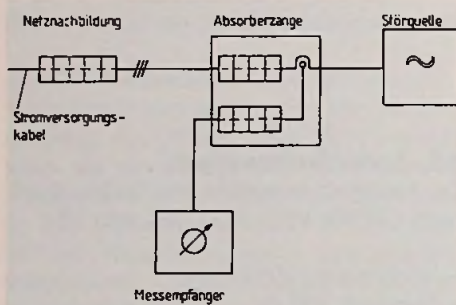 Netznachbildung
Absorberzange
Störquelle
Stromversorgungs-
kabel
Messempfänger